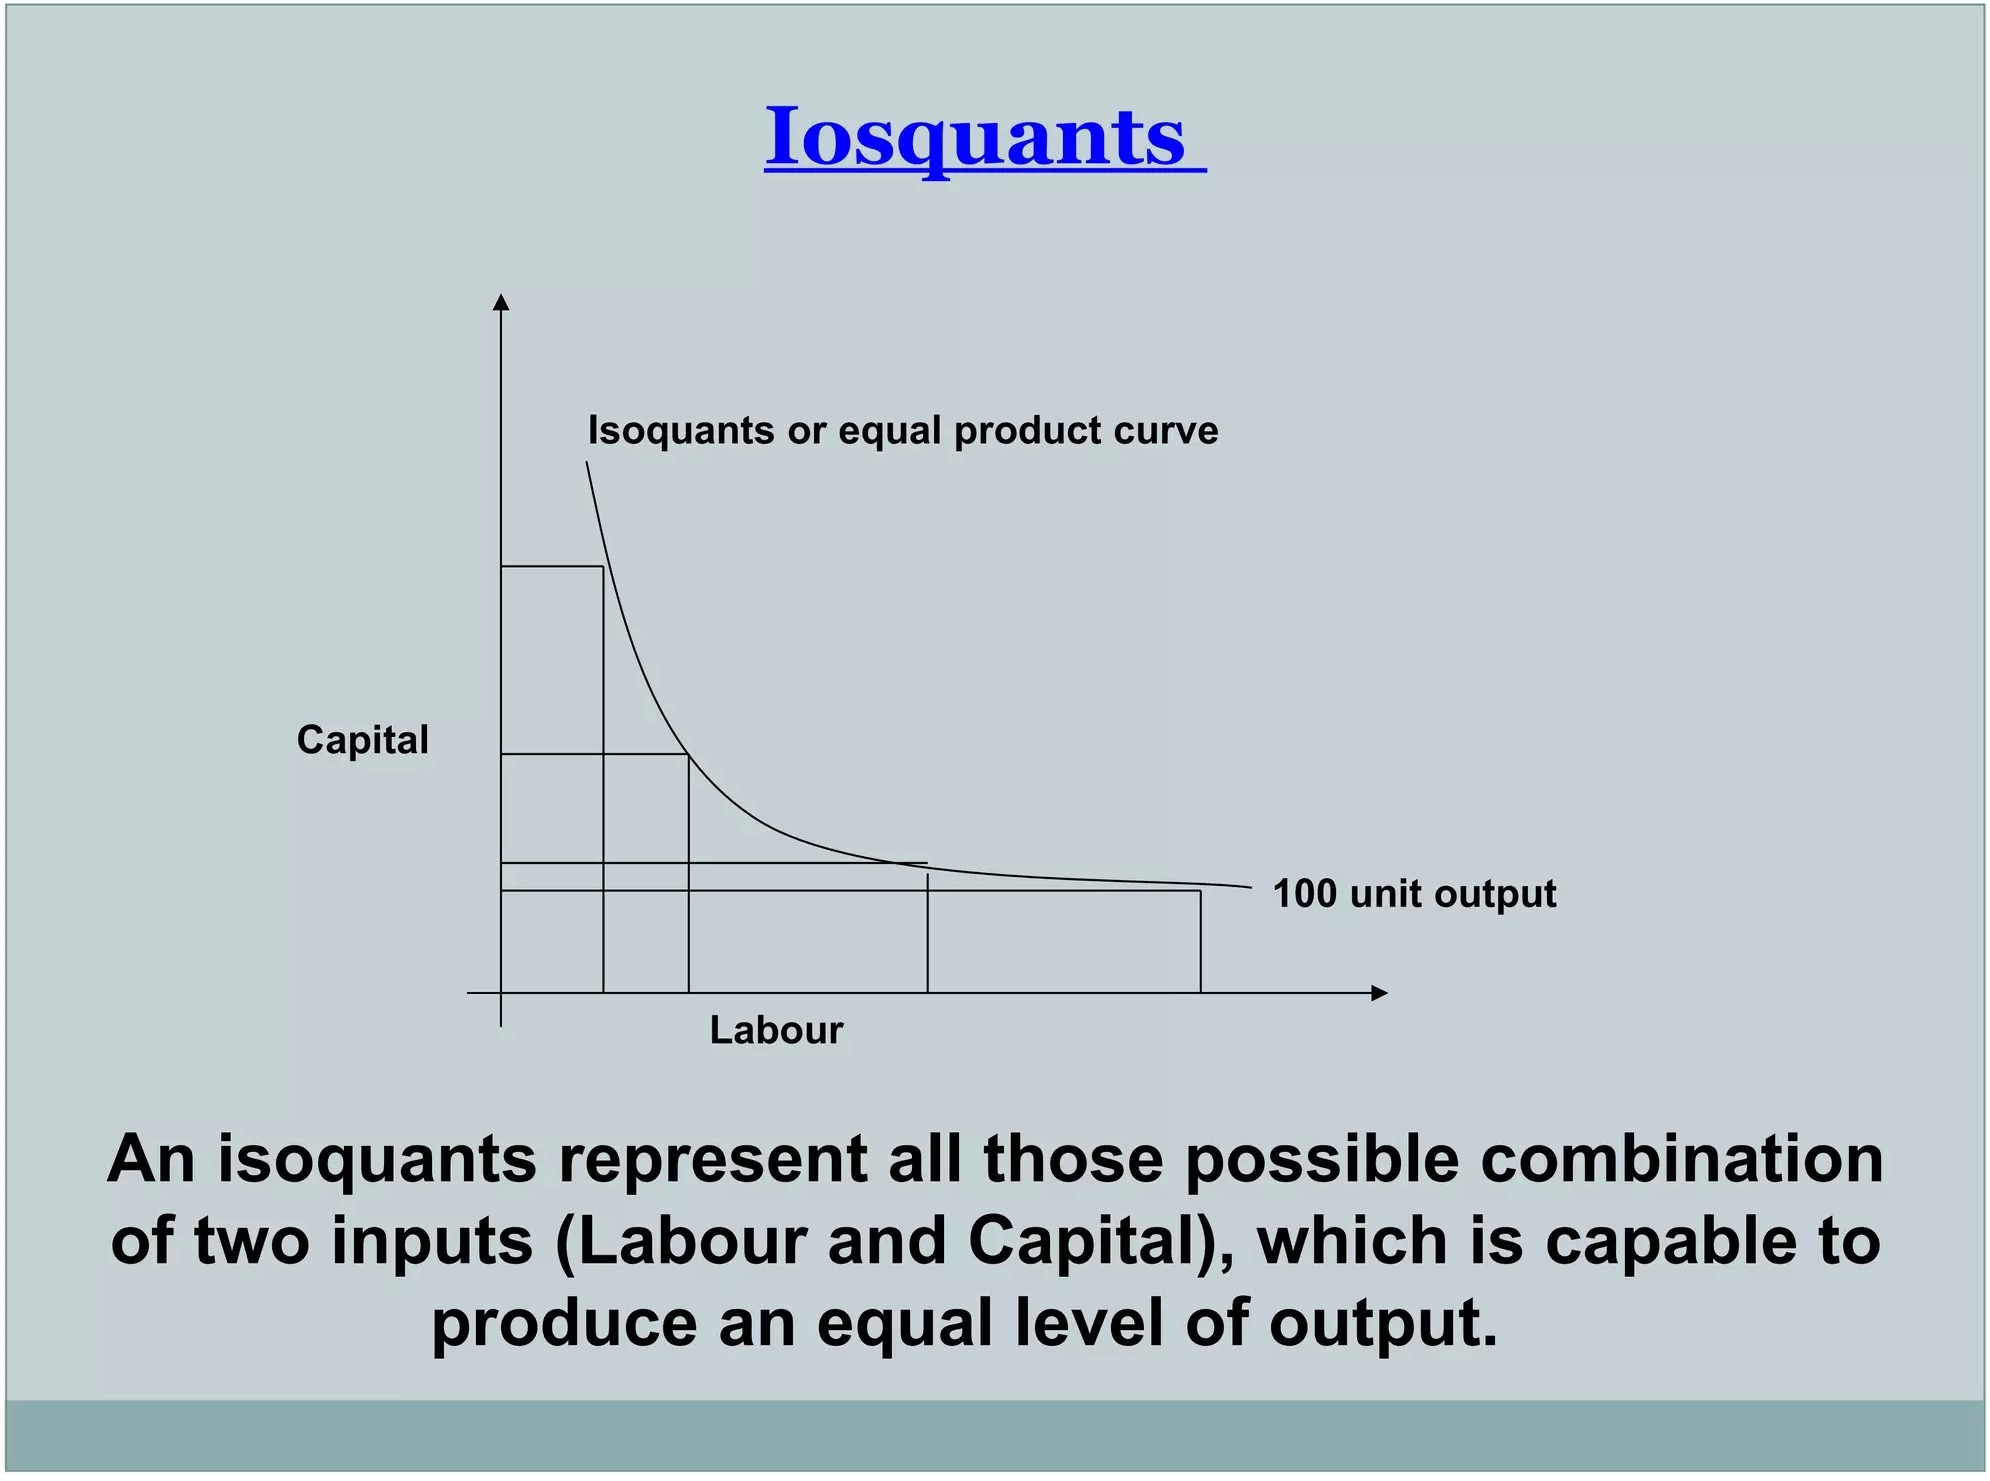 Iosquants
Isoquants or equal product curve
Capital
100 unit output
Labour
An isoquants represent all those possible combination
of two inputs (Labour and Capital), which is capable to
produce an equal level of output.